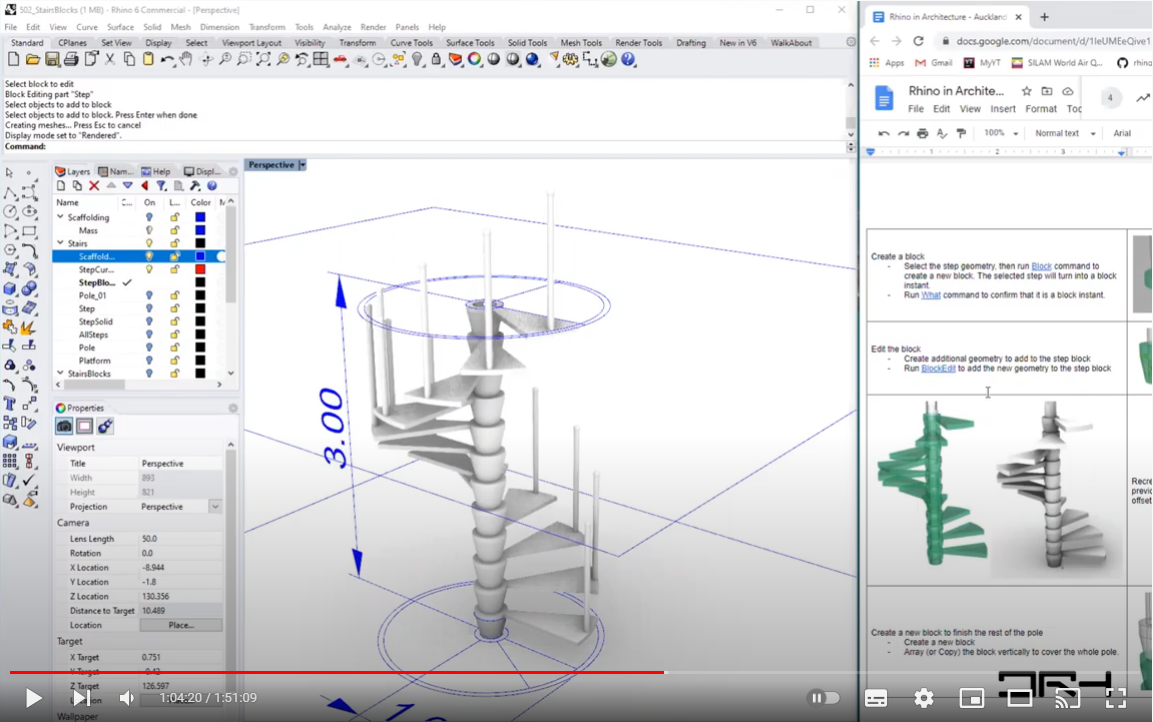 502_StairtBlocks (1 MB) - Rhino 6 Commercial - [Perspective]
File Edit View Curve Surface Solid Mesh Dimension Transform Tools Analyze Render Panels Help
Standard CPlanes Set View Display Select Viewport Layout Visibility Transform Curve Tools Surface Tools Solid Tools Mesh Tools Render Tools Drafting New in V6 WalkAbout
Select block to edit
Block Editing part "Step"
Select objects to add to block
Select objects to add to block. Press Enter when done
Creating meshes... Press Esc to cancel
Display mode set to "Rendered".
Command:
Layers Nam... Help Displ...
Name C... On L... Color M
Scaffolding
Mass
Stairs
Scaffold...
StepCur...
StepBlo...
Pole_01
Step
StepSolid
AllSteps
Pole
Platform
StairsBlocks
Properties
Viewport
Title Perspective
Width 893
Height 821
Projection Perspective
Camera
Lens Length 50.0
Rotation 0.0
X Location -8.944
Y Location -1.8
Z Location 130.356
Distance to Target 10.489
Location Place...
Target
X Target 0.751
Y Target -0.42
Z Target 126.597
Location
Wallpaper
Perspective
3.00
1:04:20 / 1:51:09
Rhino in Architecture - Auckland
docs.google.com/document/d/1IeUMEeQive1
Apps Gmail MyYT SILAM World Air Q... rhino
Rhino in Archite...
File Edit View Insert Format Too
4
100% Normal text Arial
1 2 3
Create a block
- Select the step geometry, then run Block command to
create a new block. The selected step will turn into a block
instant.
- Run What command to confirm that it is a block instant.
Edit the block
- Create additional geometry to add to the step block
- Run BlockEdit to add the new geometry to the step block
Recre
previo
offset
Create a new block to finish the rest of the pole
- Create a new block
- Array (or Copy) the block vertically to cover the whole pole.